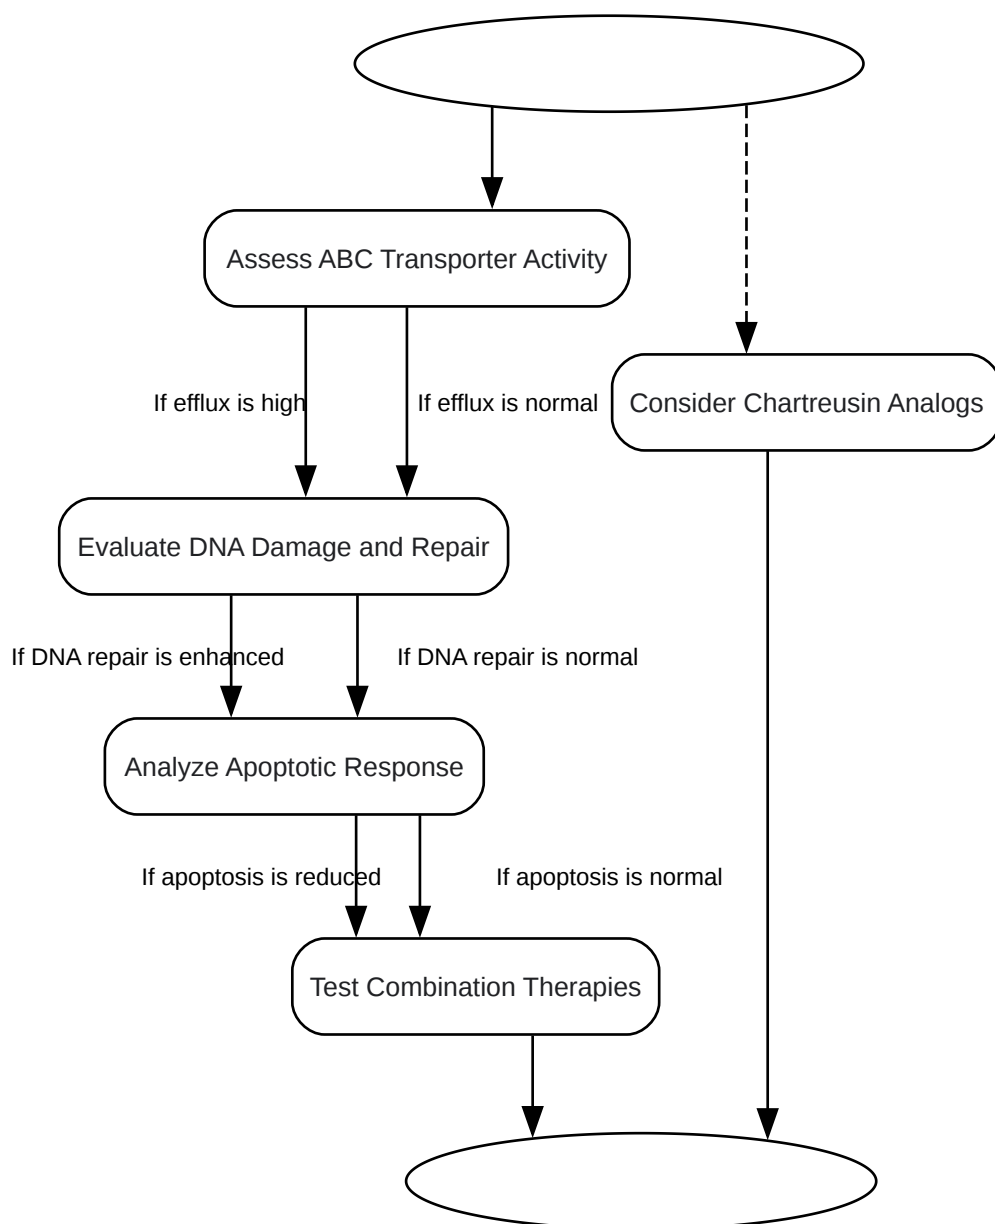 Assess ABC Transporter Activity
If efflux is high
If efflux is normal
Consider Chartreusin Analogs
Evaluate DNA Damage and Repair
If DNA repair is enhanced
If DNA repair is normal
Analyze Apoptotic Response
If apoptosis is reduced
If apoptosis is normal
Test Combination Therapies